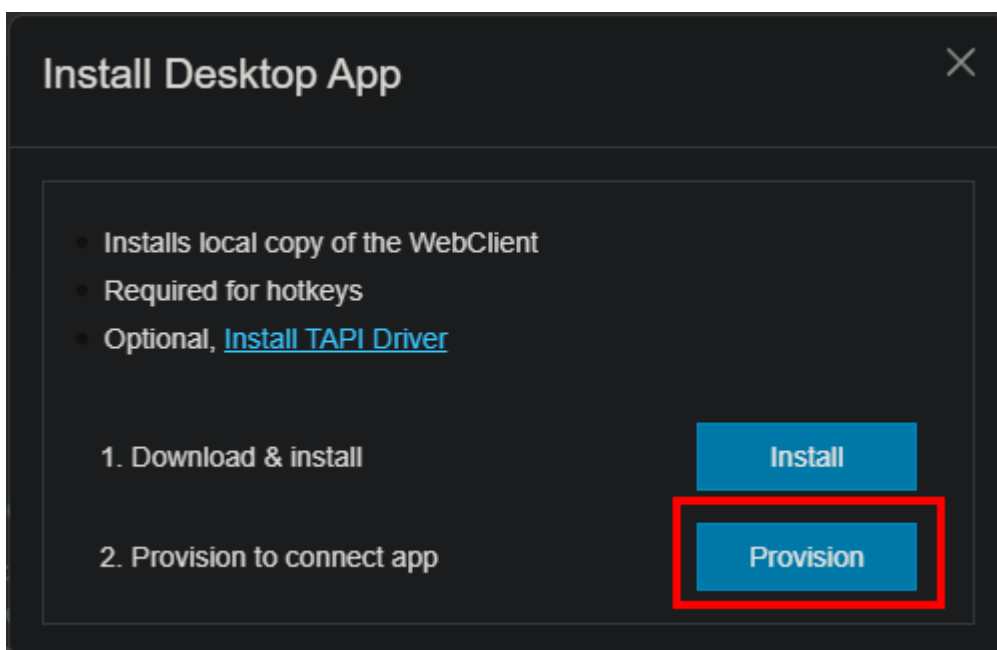 Install Desktop App
Installs local copy of the WebClient
Required for hotkeys
Optional, Install TAPI Driver
1. Download & install
Install
2. Provision to connect app
Provision